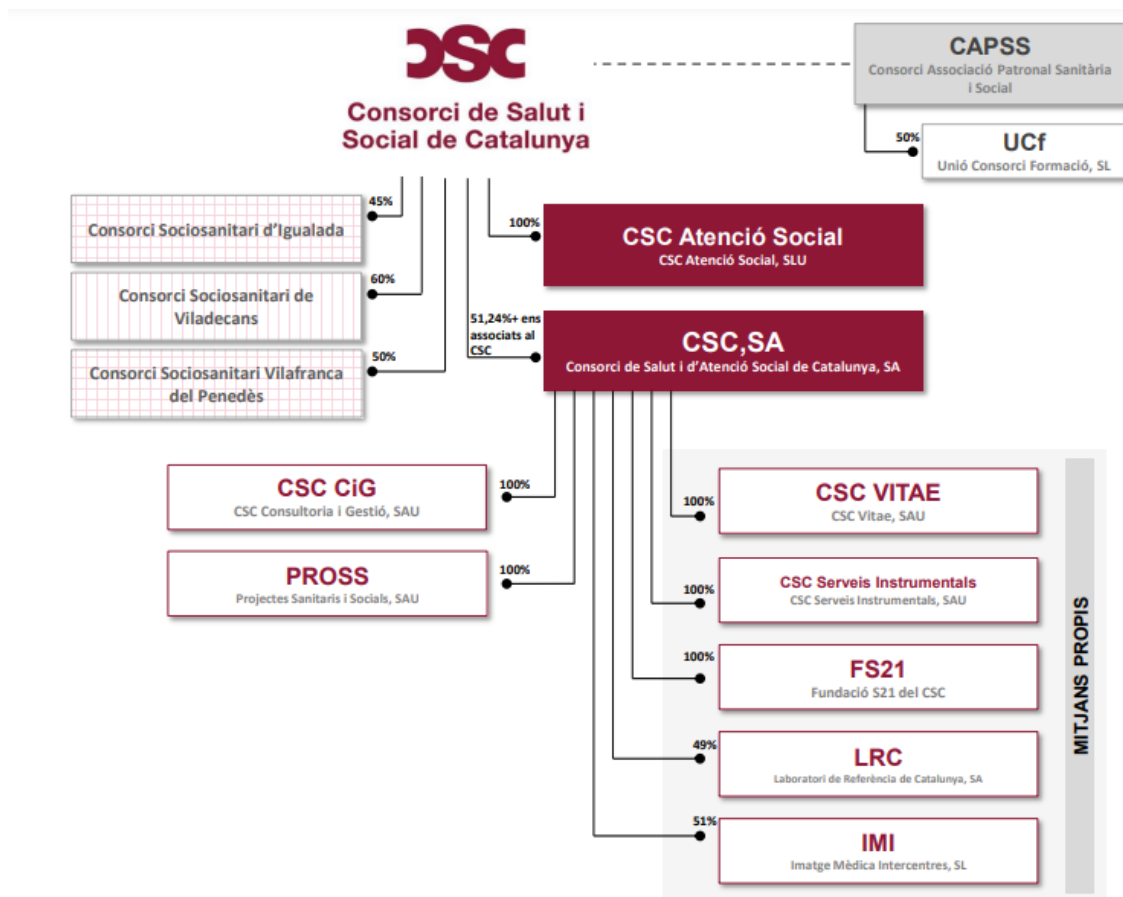 CSC
Consorci de Salut i
Social de Catalunya
CAPSS
Consorci Associació Patronal Sanitària
i Social
50%
UCf
Unió Consorci Formació, SL
45%
Consorci Sociosanitari d'Igualada
60%
Consorci Sociosanitari de
Viladecans
50%
Consorci Sociosanitari Vilafranca
del Penedès
100%
CSC Atenció Social
CSC Atenció Social, SLU
51,24%+ ens
associats al
CSC
CSC,SA
Consorci de Salut i d'Atenció Social de Catalunya, SA
100%
CSC CiG
CSC Consultoria i Gestió, SAU
100%
PROSS
Projectes Sanitaris i Socials, SAU
100%
CSC VITAE
CSC Vitae, SAU
100%
CSC Serveis Instrumentals
CSC Serveis Instrumentals, SAU
100%
FS21
Fundació S21 del CSC
49%
LRC
Laboratori de Referència de Catalunya, SA
51%
IMI
Imatge Mèdica Intercentres, SL
MITJANS PROPIS